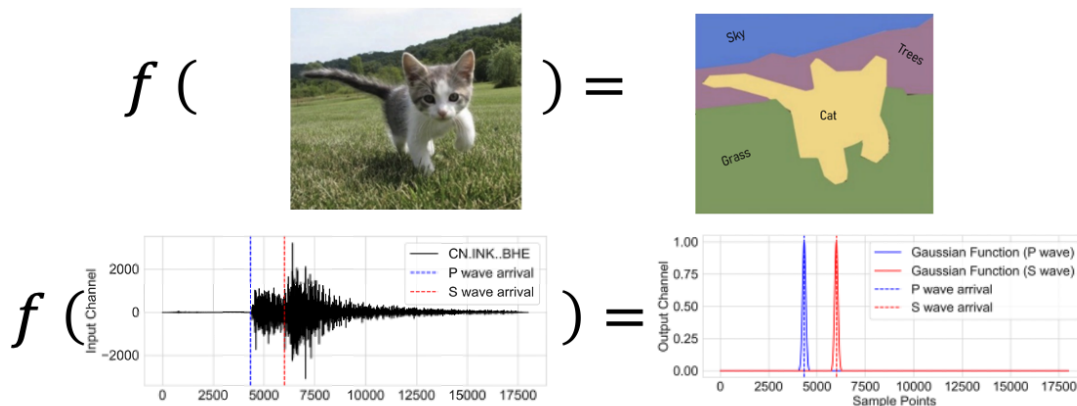 f ( ) =
Sky
Trees
Cat
Grass
f ( ) =
Input Channel
2000
0
−2000
0 2500 5000 7500 10000 12500 15000 17500
CN.INK..BHE
P wave arrival
S wave arrival
Output Channel
1.00
0.75
0.50
0.25
0.00
0 2500 5000 7500 10000 12500 15000 17500
Sample Points
Gaussian Function (P wave)
Gaussian Function (S wave)
P wave arrival
S wave arrival